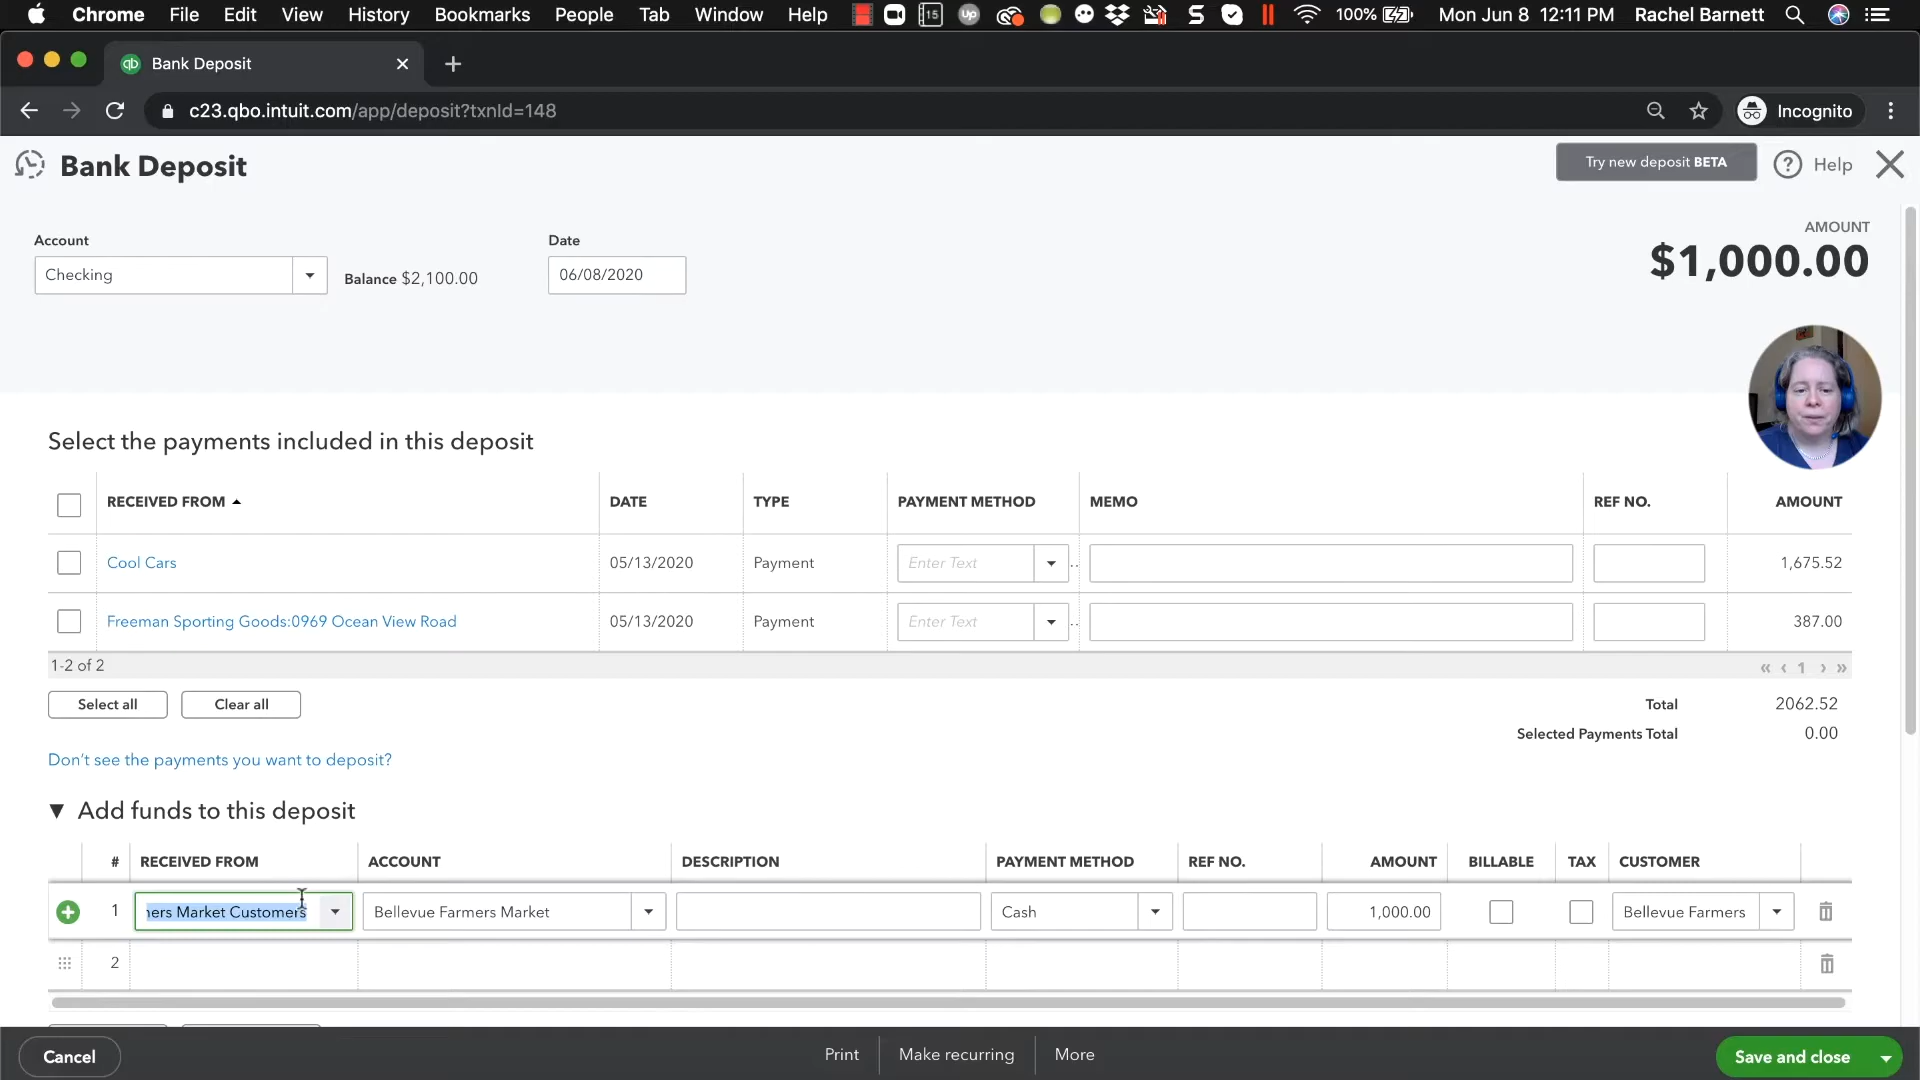 Chrome File Edit View History Bookmarks People Tab Window Help 15 Up 100% Mon Jun 8 12:11 PM Rachel Barnett
qb Bank Deposit
c23.qbo.intuit.com/app/deposit?txnId=148 Incognito
Bank Deposit Try new deposit BETA ? Help
Account Date AMOUNT
Checking Balance $2,100.00 06/08/2020 $1,000.00
Select the payments included in this deposit
RECEIVED FROM DATE TYPE PAYMENT METHOD MEMO REF NO. AMOUNT
Cool Cars 05/13/2020 Payment Enter Text .. 1,675.52
Freeman Sporting Goods:0969 Ocean View Road 05/13/2020 Payment Enter Text .. 387.00
1-2 of 2 « ‹ 1 › »
Select all Clear all Total 2062.52
Selected Payments Total 0.00
Don't see the payments you want to deposit?
▼ Add funds to this deposit
# RECEIVED FROM ACCOUNT DESCRIPTION PAYMENT METHOD REF NO. AMOUNT BILLABLE TAX CUSTOMER
1 Market Customers Bellevue Farmers Market Cash 1,000.00 Bellevue Farmers
2
Cancel Print Make recurring More Save and close